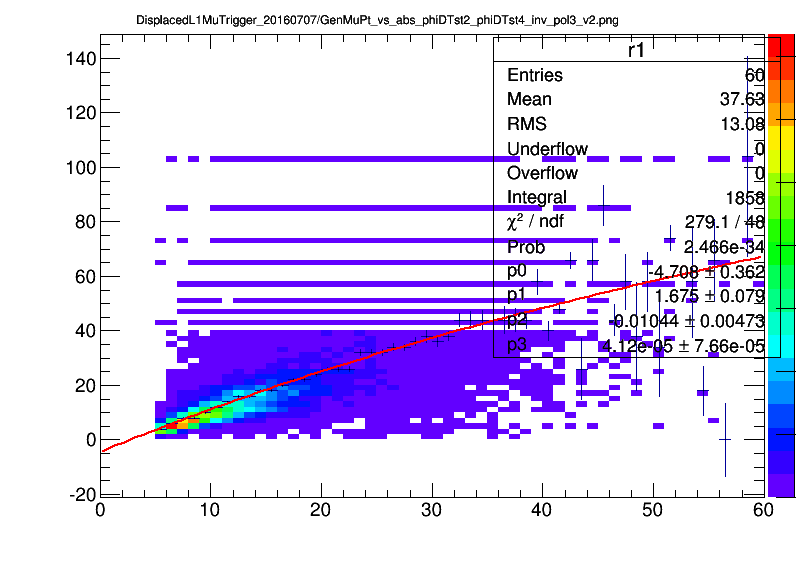 DisplacedL1MuTrigger_20160707/GenMuPt_vs_abs_phiDTst2_phiDTst4_inv_pol3_v2.png
r1
Entries 60
Mean 37.63
RMS 13.08
Underflow 0
Overflow 0
Integral 1858
χ² / ndf 279.1 / 48
Prob 2.466e-34
p0 -4.708 ± 0.362
p1 1.675 ± 0.079
p2 -0.01044 ± 0.00473
p3 4.12e-05 ± 7.66e-05
140
120
100
80
60
40
20
0
-20
0 10 20 30 40 50 60